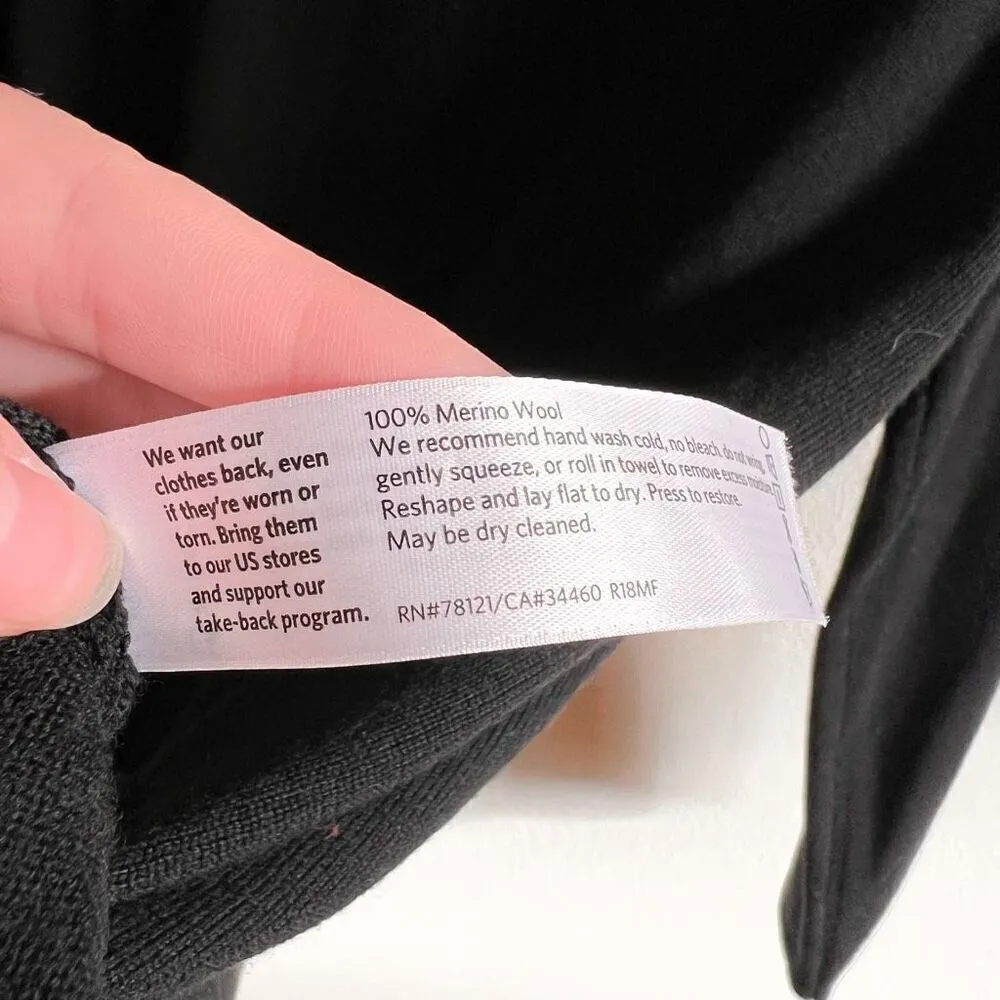 We want our
clothes back, even
if they're worn or
torn. Bring them
to our US stores
and support our
take-back program.
100% Merino Wool
We recommend hand wash cold, no bleach, do not wring,
gently squeeze, or roll in towel to remove excess moisture.
Reshape and lay flat to dry. Press to restore.
May be dry cleaned.
RN#78121/CA#34460 R18MF